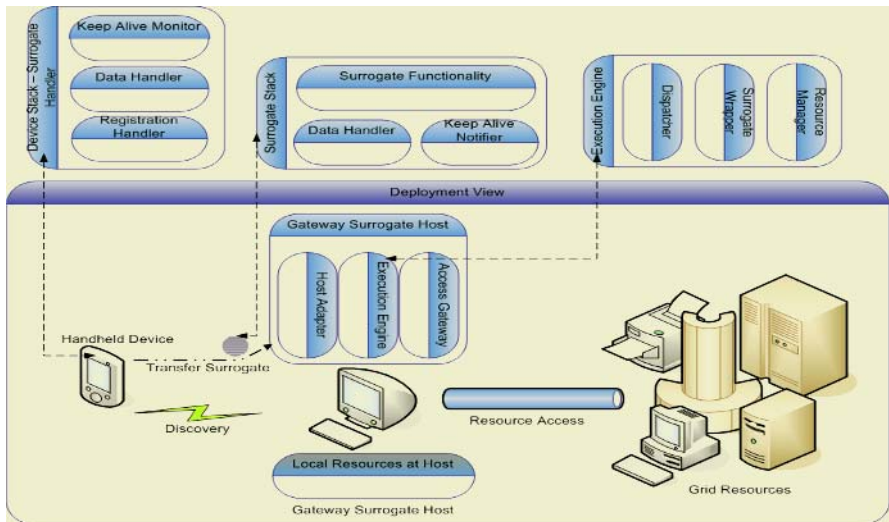 Device Stack – Surrogate
Handler
Keep Alive Monitor
Data Handler
Registration
Handler
Surrogate Stack
Surrogate Functionality
Data Handler
Keep Alive
Notifier
Execution Engine
Dispatcher
Surrogate
Wrapper
Resource
Manager
Deployment View
Gateway Surrogate Host
Host Adapter
Execution Engine
Access Gateway
Handheld Device
Transfer Surrogate
Discovery
Resource Access
Local Resources at Host
Gateway Surrogate Host
Grid Resources